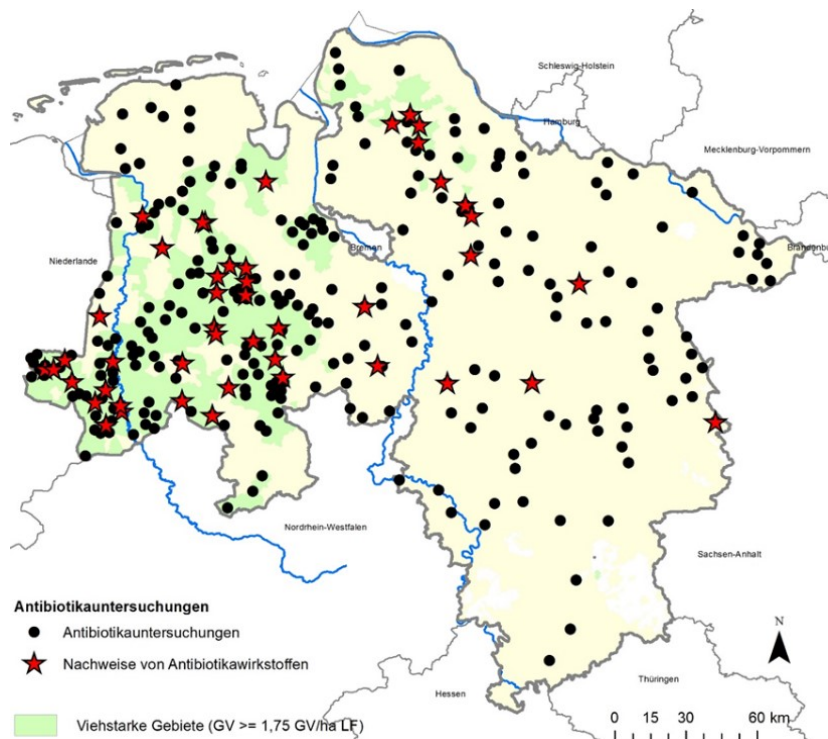 Schleswig-Holstein
Hamburg
Mecklenburg-Vorpommern
Niederlande
Bremen
Brandenbu
Nordrhein-Westfalen
Sachsen-Anhalt
Antibiotikauntersuchungen
Antibiotikauntersuchungen
Nachweise von Antibiotikawirkstoffen
N
Hessen
Thüringen
Viehstarke Gebiete (GV >= 1,75 GV/ha LF)
0 15 30 60 km